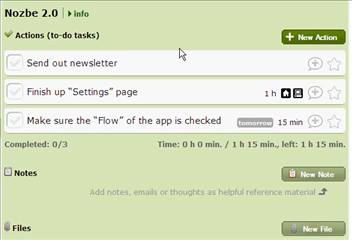 Nozbe 2.0 info
Actions (to-do tasks) + New Action
Send out newsletter
Finish up "Settings" page 1 h
Make sure the "Flow" of the app is checked tomorrow 15 min
Completed: 0/3 Time: 0 h 0 min. / 1 h 15 min., left: 1 h 15 min.
Notes + New Note
Add notes, emails or thoughts as helpful reference material
Files + New File